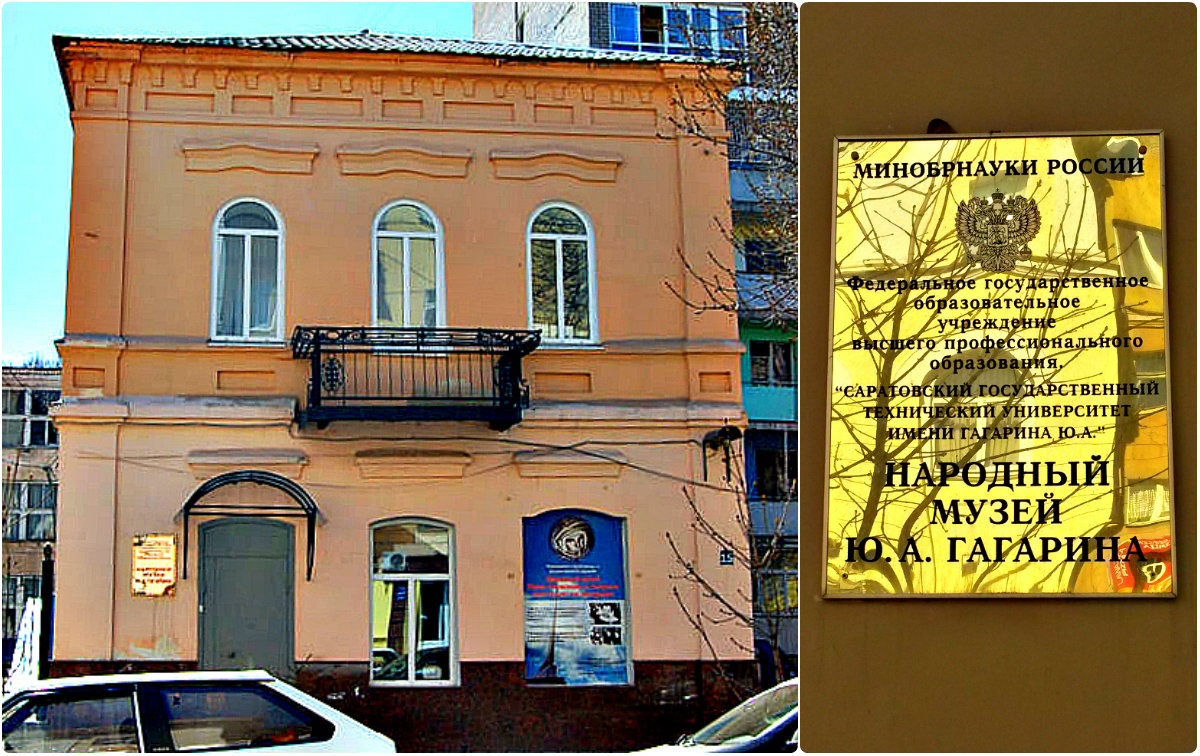 МИНОБРНАУКИ РОССИИ
Федеральное государственное
образовательное
учреждение
высшего профессионального
образования.
"САРАТОВСКИЙ ГОСУДАРСТВЕННЫЙ
ТЕХНИЧЕСКИЙ УНИВЕРСИТЕТ
ИМЕНИ ГАГАРИНА Ю.А."
НАРОДНЫЙ
МУЗЕЙ
Ю. А. ГАГАРИНА